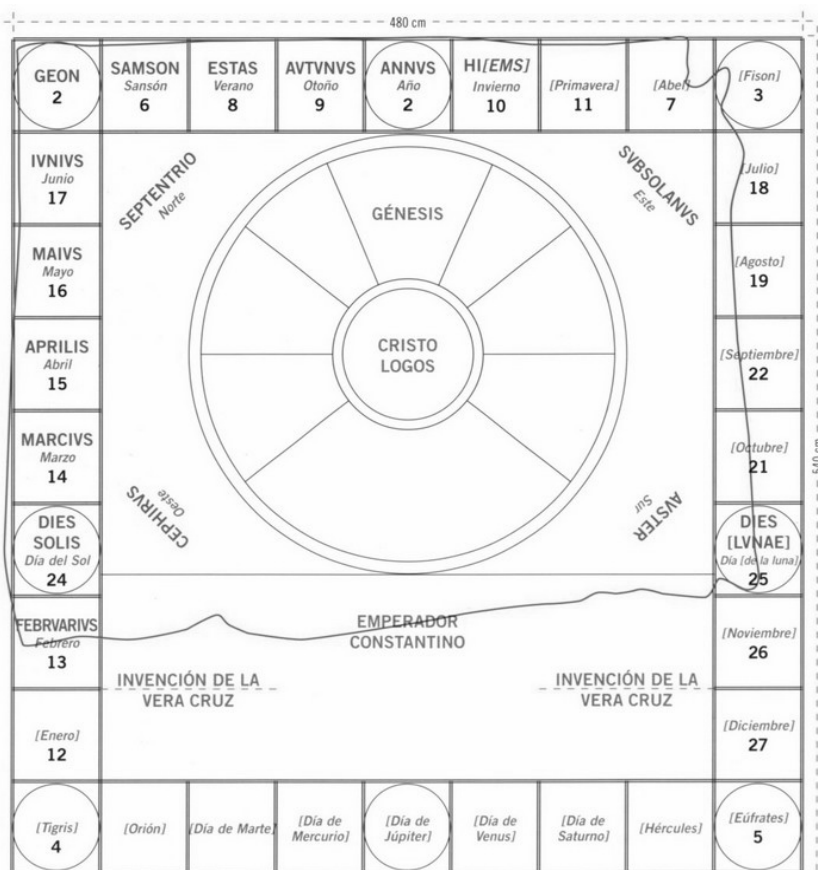 480 cm
GEON
2
SAMSON
Sansón
6
ESTAS
Verano
8
AVTVNVS
Otoño
9
ANNVS
Año
2
HI[EMS]
Invierno
10
[Primavera]
11
[Abel]
7
[Fison]
3
IVNIVS
Junio
17
SEPTENTRIO
Norte
GÉNESIS
SVBSOLANVS
Este
[Julio]
18
MAIVS
Mayo
16
[Agosto]
19
APRILIS
Abril
15
CRISTO
LOGOS
[Septiembre]
22
MARCIVS
Marzo
14
[Octubre]
21
540 cm
CEPHIRVS
Oeste
AVSTER
Sur
DIES
SOLIS
Día del Sol
24
DIES
[LVNAE]
Día [de la luna]
25
FEBRVARIVS
Febrero
13
EMPERADOR
CONSTANTINO
[Noviembre]
26
INVENCIÓN DE LA
VERA CRUZ
INVENCIÓN DE LA
VERA CRUZ
[Enero]
12
[Diciembre]
27
[Tigris]
4
[Orión]
[Día de Marte]
[Día de
Mercurio]
[Día de
Júpiter]
[Día de
Venus]
[Día de
Saturno]
[Hércules]
[Eúfrates]
5